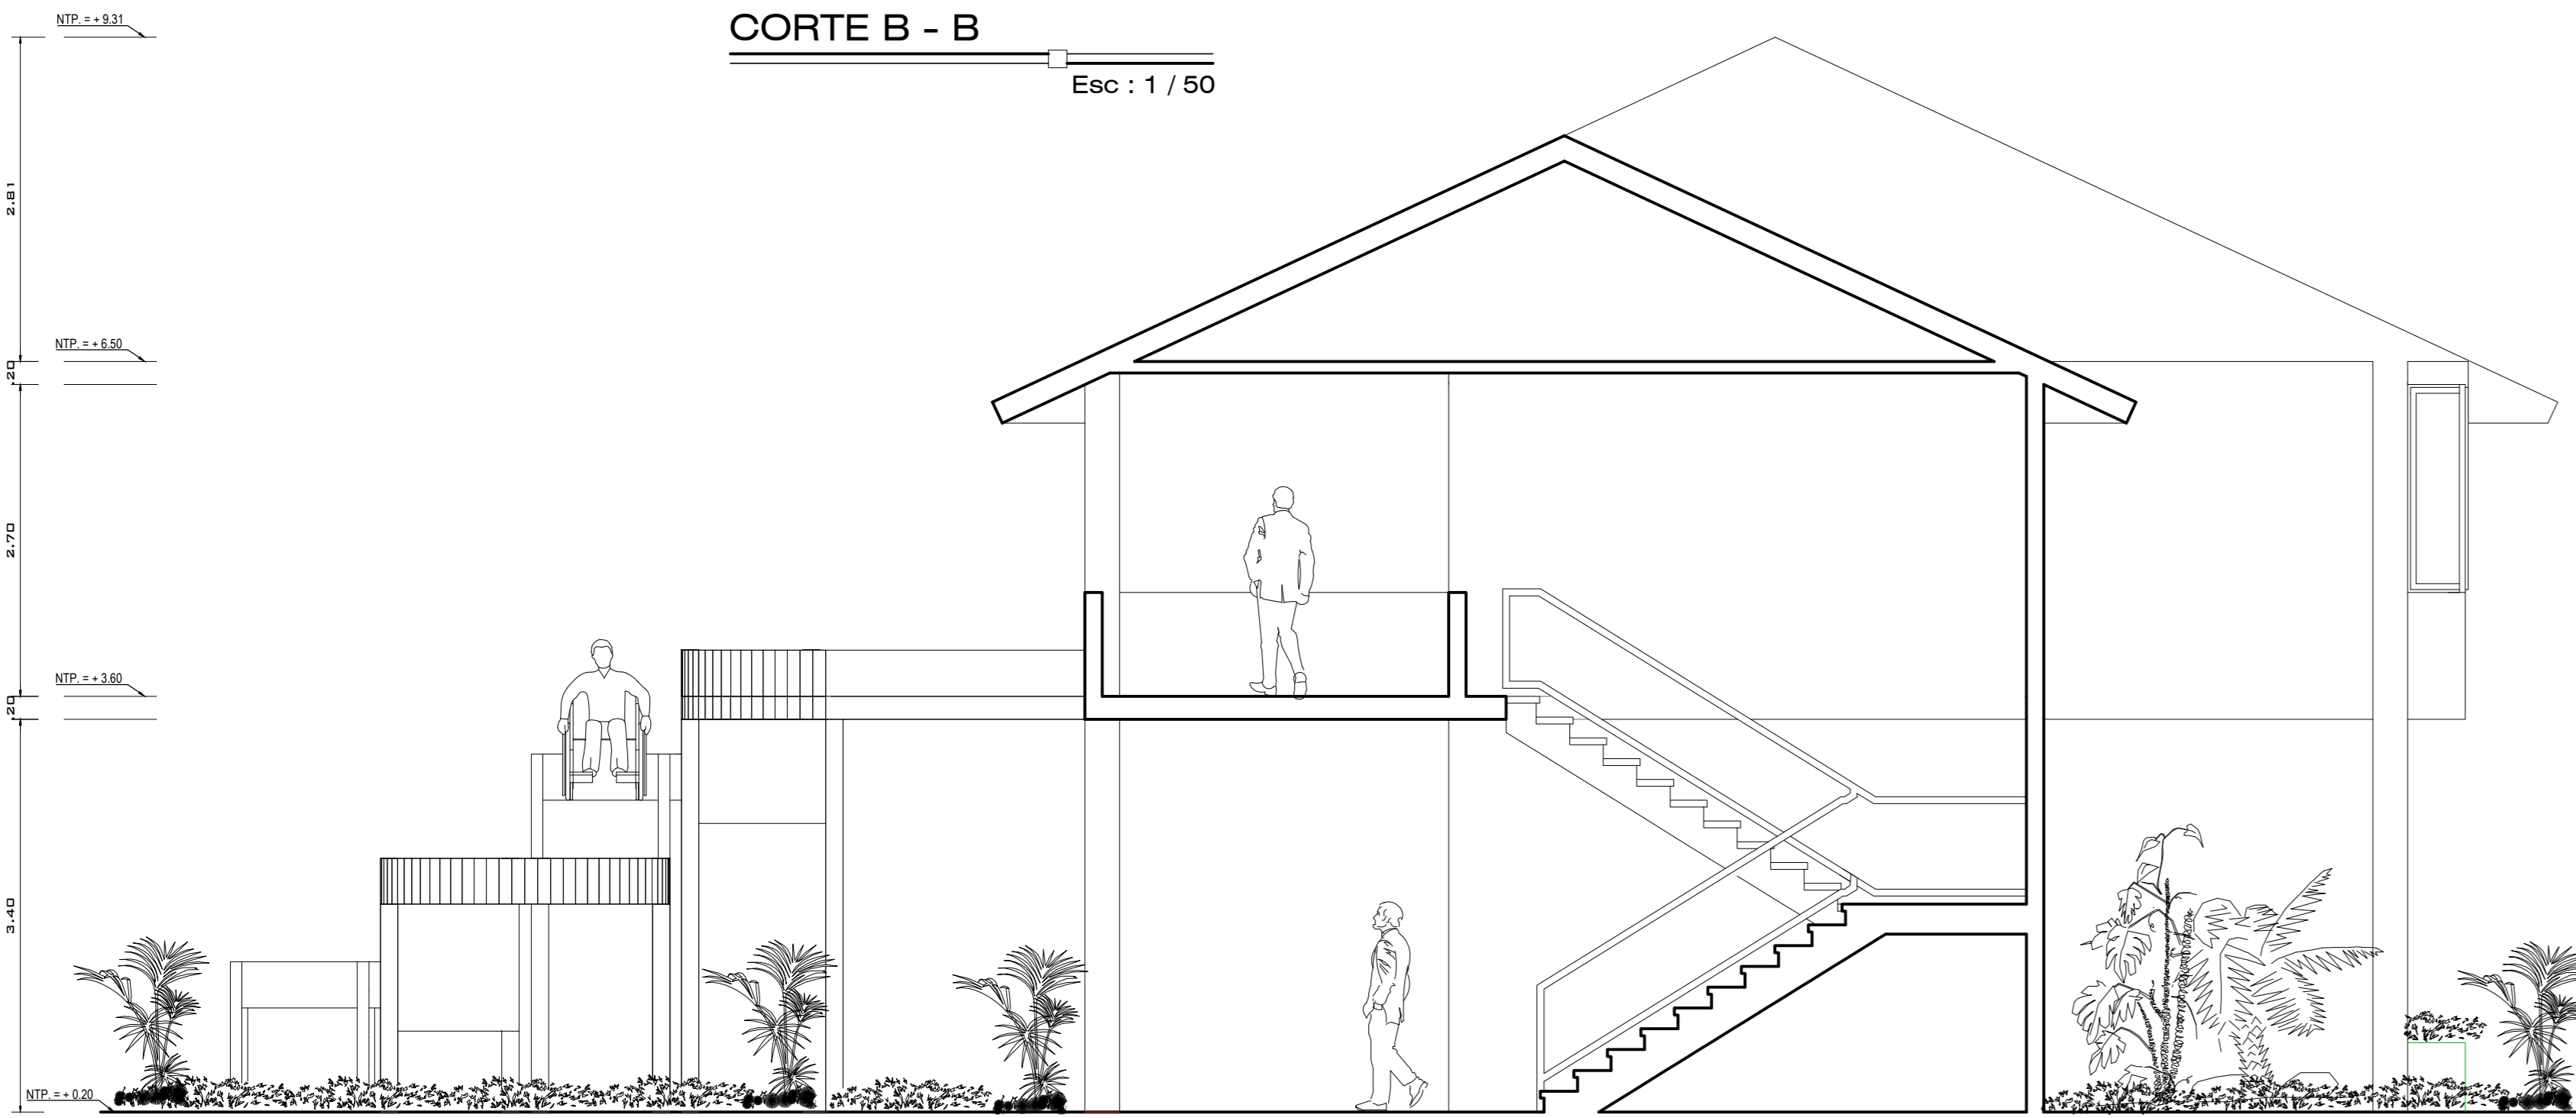 NTP. = + 9.31
CORTE B - B
Esc : 1 / 50
2.81
NTP. = + 6.50
.20
2.70
NTP. = + 3.60
.20
3.40
NTP. = + 0.20